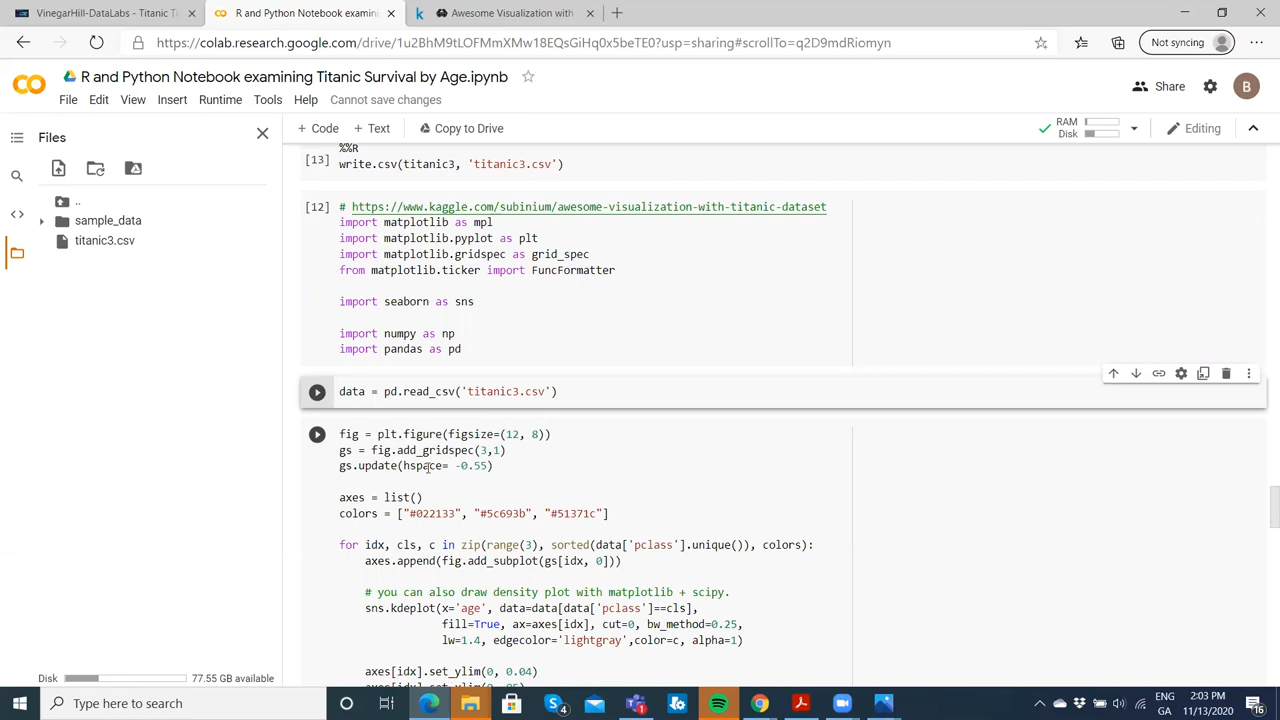 VinegarHill-DataLabs - Titanic T
R and Python Notebook examinin
Awesome Visualization with
https://colab.research.google.com/drive/1u2BhM9tLOFMmXMw18EQsGiHq0x5beTE0?usp=sharing#scrollTo=q2D9mdRiomyn
Not syncing
R and Python Notebook examining Titanic Survival by Age.ipynb
Share
B
File Edit View Insert Runtime Tools Help Cannot save changes
+ Code + Text Copy to Drive
RAM
Disk
Editing
Files
..
sample_data
titanic3.csv
Disk 77.55 GB available
%%R
[13] write.csv(titanic3, 'titanic3.csv')
[12] # https://www.kaggle.com/subinium/awesome-visualization-with-titanic-dataset
import matplotlib as mpl
import matplotlib.pyplot as plt
import matplotlib.gridspec as grid_spec
from matplotlib.ticker import FuncFormatter
import seaborn as sns
import numpy as np
import pandas as pd
data = pd.read_csv('titanic3.csv')
fig = plt.figure(figsize=(12, 8))
gs = fig.add_gridspec(3,1)
gs.update(hspace= -0.55)
axes = list()
colors = ["#022133", "#5c693b", "#51371c"]
for idx, cls, c in zip(range(3), sorted(data['pclass'].unique()), colors):
axes.append(fig.add_subplot(gs[idx, 0]))
# you can also draw density plot with matplotlib + scipy.
sns.kdeplot(x='age', data=data[data['pclass']==cls],
fill=True, ax=axes[idx], cut=0, bw_method=0.25,
lw=1.4, edgecolor='lightgray',color=c, alpha=1)
axes[idx].set_ylim(0, 0.04)
Type here to search
4
ENG
GA
2:03 PM
11/13/2020
16